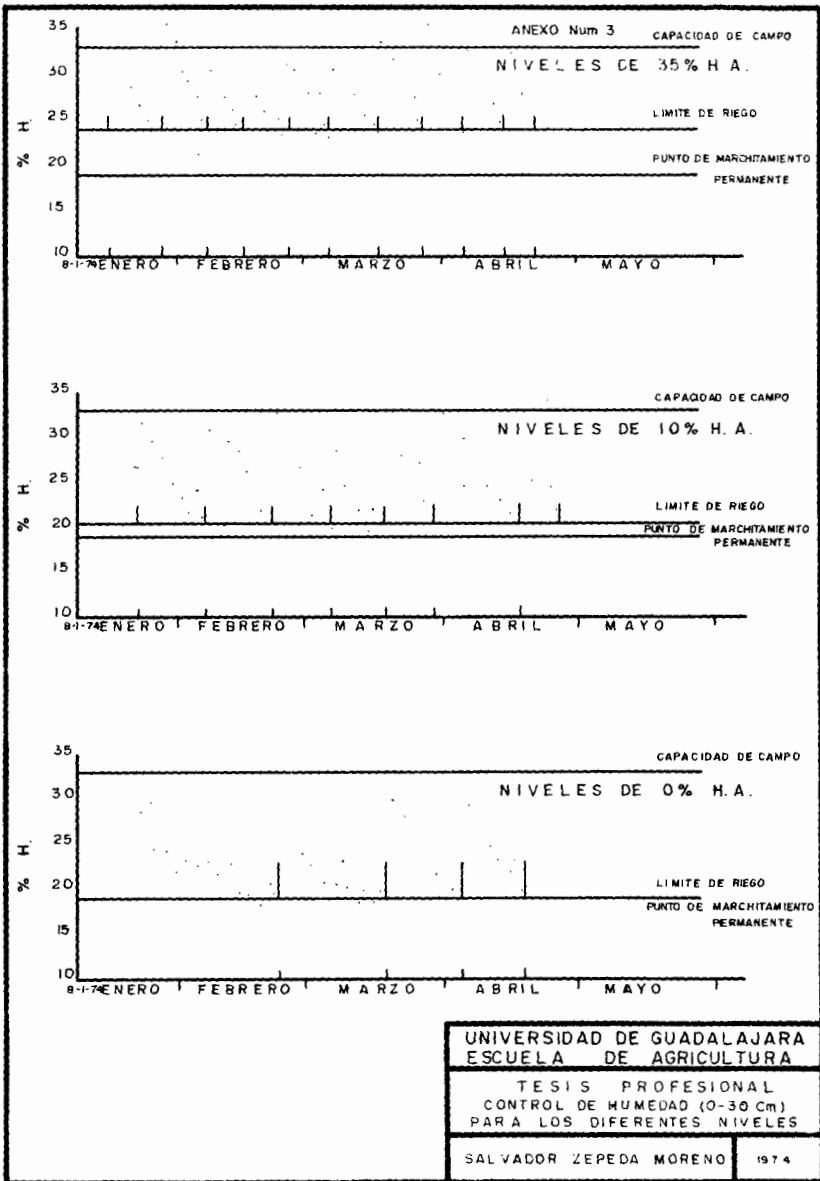 ANEXO Num 3
35
CAPACIDAD DE CAMPO
30
NIVELES DE 35% H A.
25
LIMITE DE RIEGO
% H.
20
PUNTO DE MARCHITAMIENTO
PERMANENTE
15
10
8-1-74 ENERO FEBRERO MARZO ABRIL MAYO
35
CAPACIDAD DE CAMPO
30
NIVELES DE 10% H. A.
25
% H.
LIMITE DE RIEGO
20
PUNTO DE MARCHITAMIENTO
PERMANENTE
15
10
8-1-74 ENERO FEBRERO MARZO ABRIL MAYO
35
CAPACIDAD DE CAMPO
30
NIVELES DE 0% H. A.
25
% H.
20
LIMITE DE RIEGO
PUNTO DE MARCHITAMIENTO
PERMANENTE
15
10
8-1-74 ENERO FEBRERO MARZO ABRIL MAYO
UNIVERSIDAD DE GUADALAJARA
ESCUELA DE AGRICULTURA
TESIS PROFESIONAL
CONTROL DE HUMEDAD (0-30 Cm)
PARA LOS DIFERENTES NIVELES
SALVADOR ZEPEDA MORENO
1974